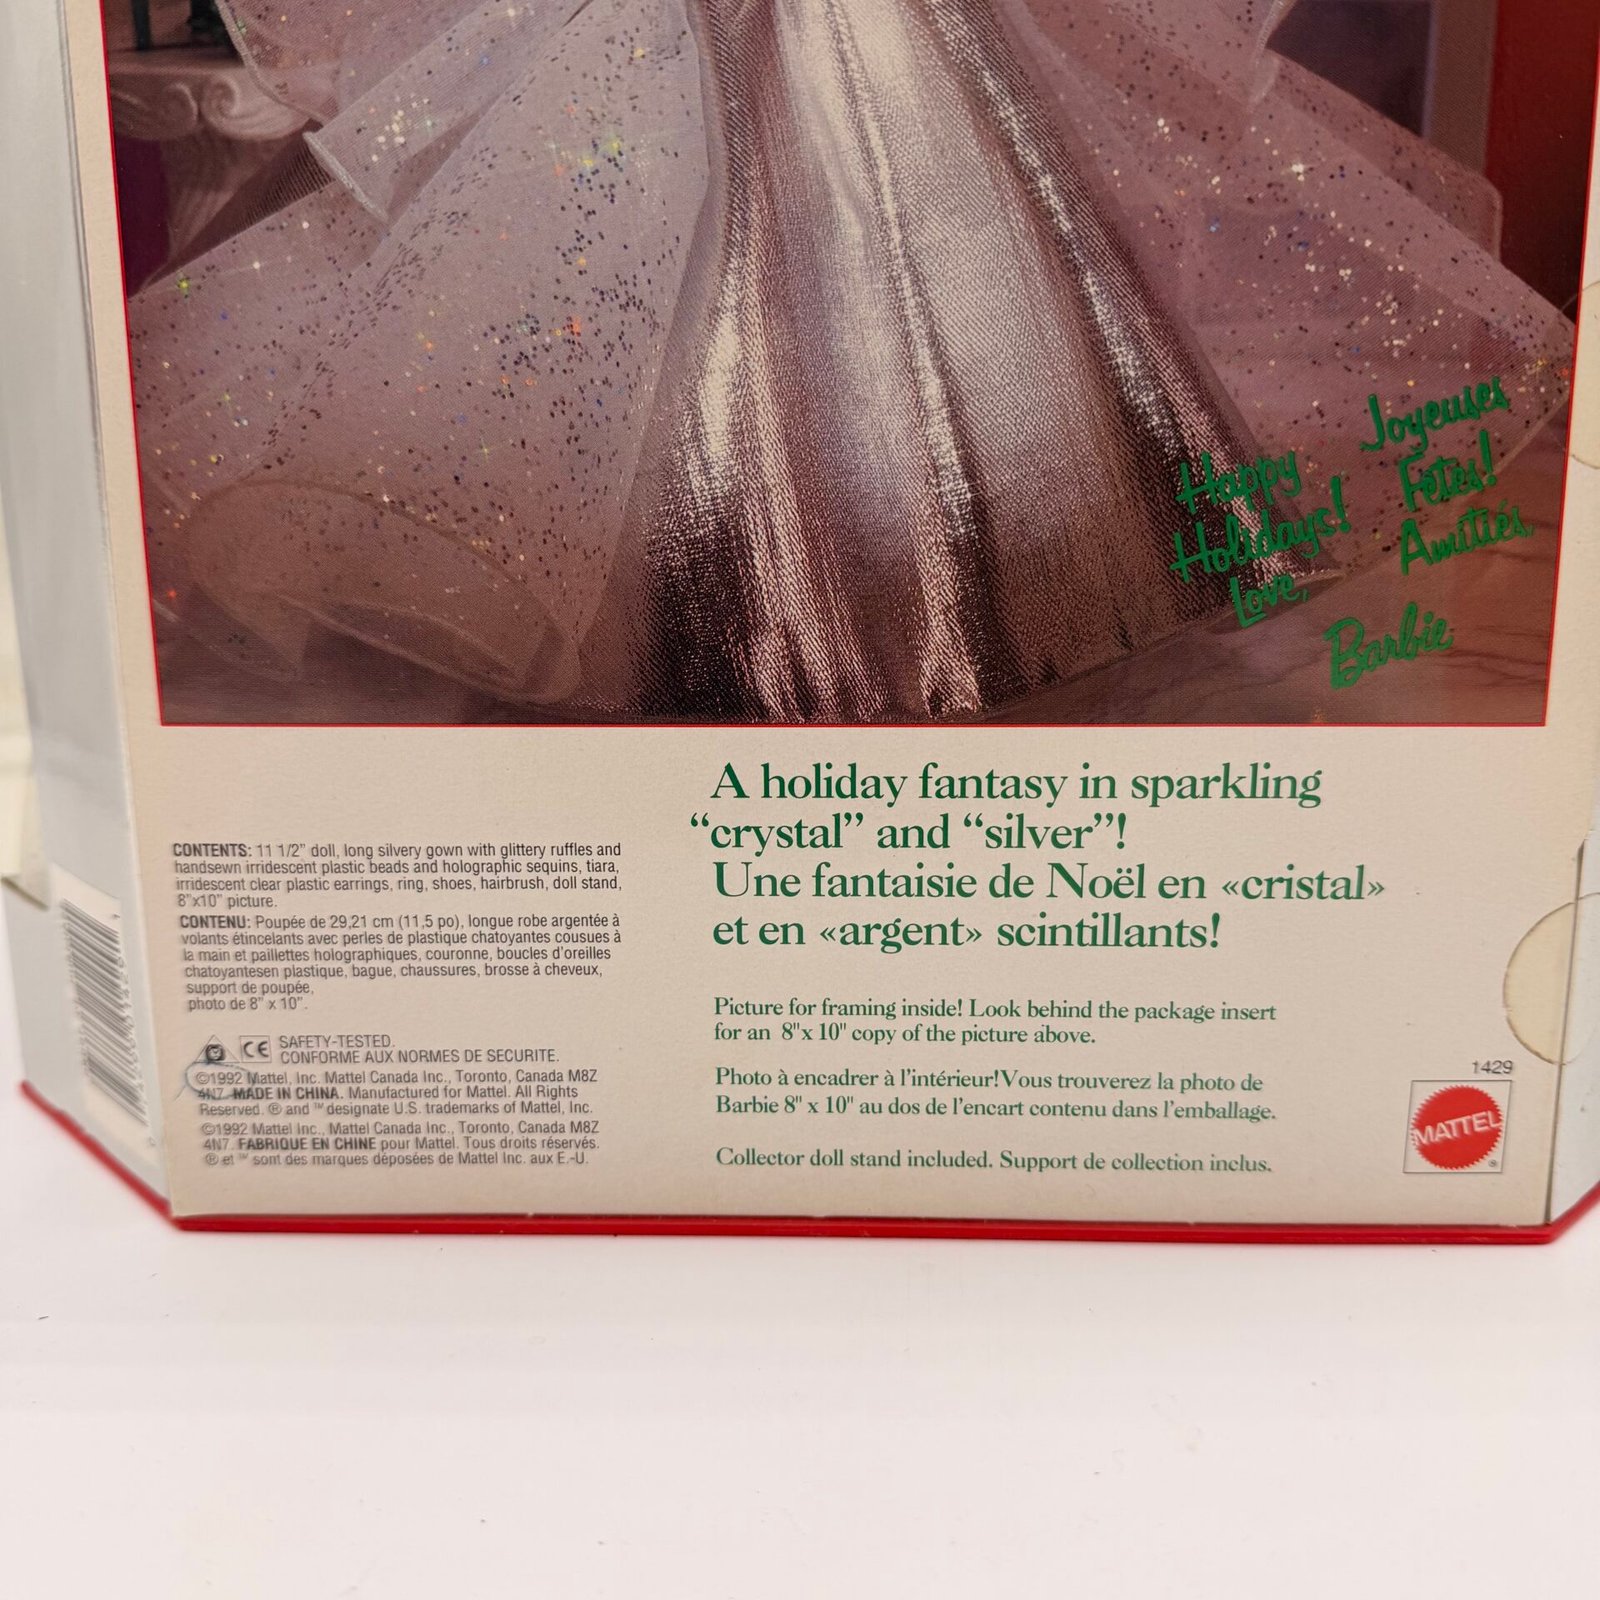 Happy
Holidays!
Love,
Joyeuses
Fêtes!
Amitiés,
Barbie
A holiday fantasy in sparkling
“crystal” and “silver”!
Une fantaisie de Noël en «cristal»
et en «argent» scintillants!
CONTENTS: 11 1/2" doll, long silvery gown with glittery ruffles and
handsewn irridescent plastic beads and holographic sequins, tiara,
irridescent clear plastic earrings, ring, shoes, hairbrush, doll stand,
8"x10" picture.
CONTENU: Poupée de 29,21 cm (11,5 po), longue robe argentée à
volants étincelants avec perles de plastique chatoyantes cousues à
la main et paillettes holographiques, couronne, boucles d'oreilles
chatoyantesen plastique, bague, chaussures, brosse à cheveux,
support de poupée,
photo de 8" x 10".
CE SAFETY-TESTED.
CONFORME AUX NORMES DE SECURITE.
©1992 Mattel, Inc. Mattel Canada Inc., Toronto, Canada M8Z
4N7. MADE IN CHINA. Manufactured for Mattel. All Rights
Reserved. ® and ™ designate U.S. trademarks of Mattel, Inc.
©1992 Mattel Inc., Mattel Canada Inc., Toronto, Canada M8Z
4N7. FABRIQUE EN CHINE pour Mattel. Tous droits réservés.
® et ™ sont des marques déposées de Mattel Inc. aux E.-U.
Picture for framing inside! Look behind the package insert
for an 8"x 10" copy of the picture above.
Photo à encadrer à l'intérieur!Vous trouverez la photo de
Barbie 8" x 10" au dos de l'encart contenu dans l'emballage.
Collector doll stand included. Support de collection inclus.
1429
MATTEL®